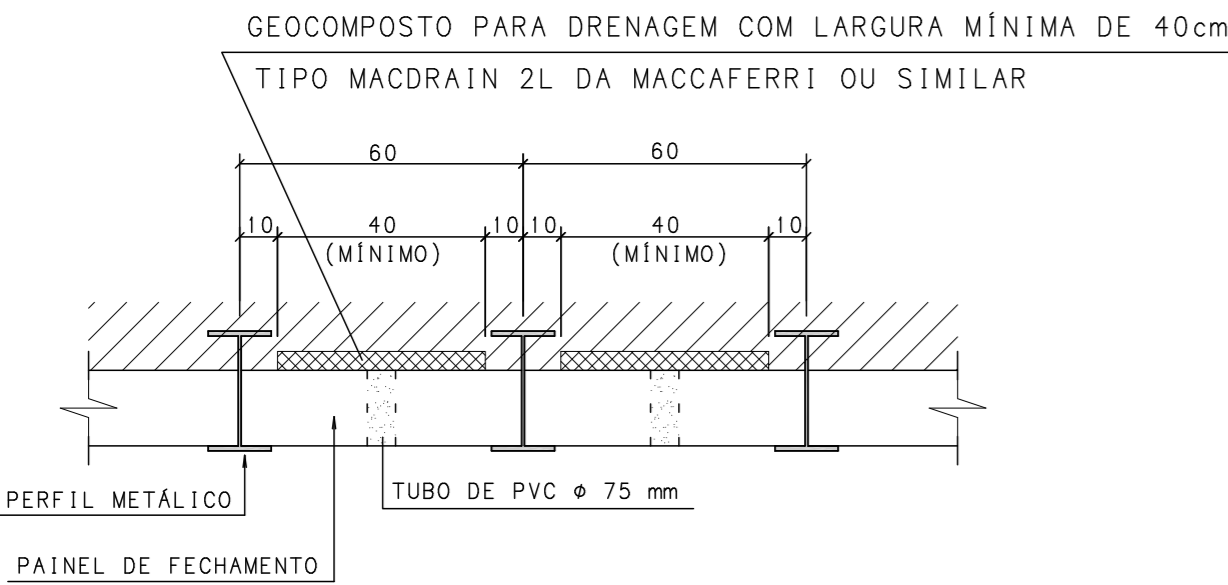 GEOCOMPOSTO PARA DRENAGEM COM LARGURA MÍNIMA DE 40cm
TIPO MACDRAIN 2L DA MACCAFERRI OU SIMILAR
60 60
10 40 10 10 40 10
(MÍNIMO) (MÍNIMO)
PERFIL METÁLICO
TUBO DE PVC φ 75 mm
PAINEL DE FECHAMENTO